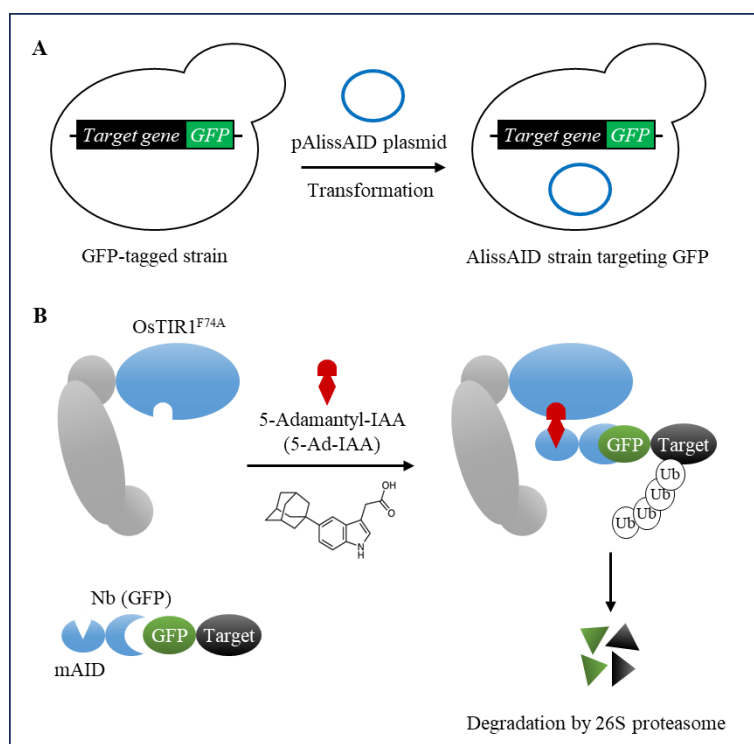 A
Target gene GFP
GFP-tagged strain
pAlissAID plasmid
Transformation
Target gene GFP
AlissAID strain targeting GFP
B
OsTIR1F74A
5-Adamantyl-IAA
(5-Ad-IAA)
O
OH
N
H
Nb (GFP)
GFP Target
mAID
GFP Target
Ub
Ub
Ub
Ub
Degradation by 26S proteasome